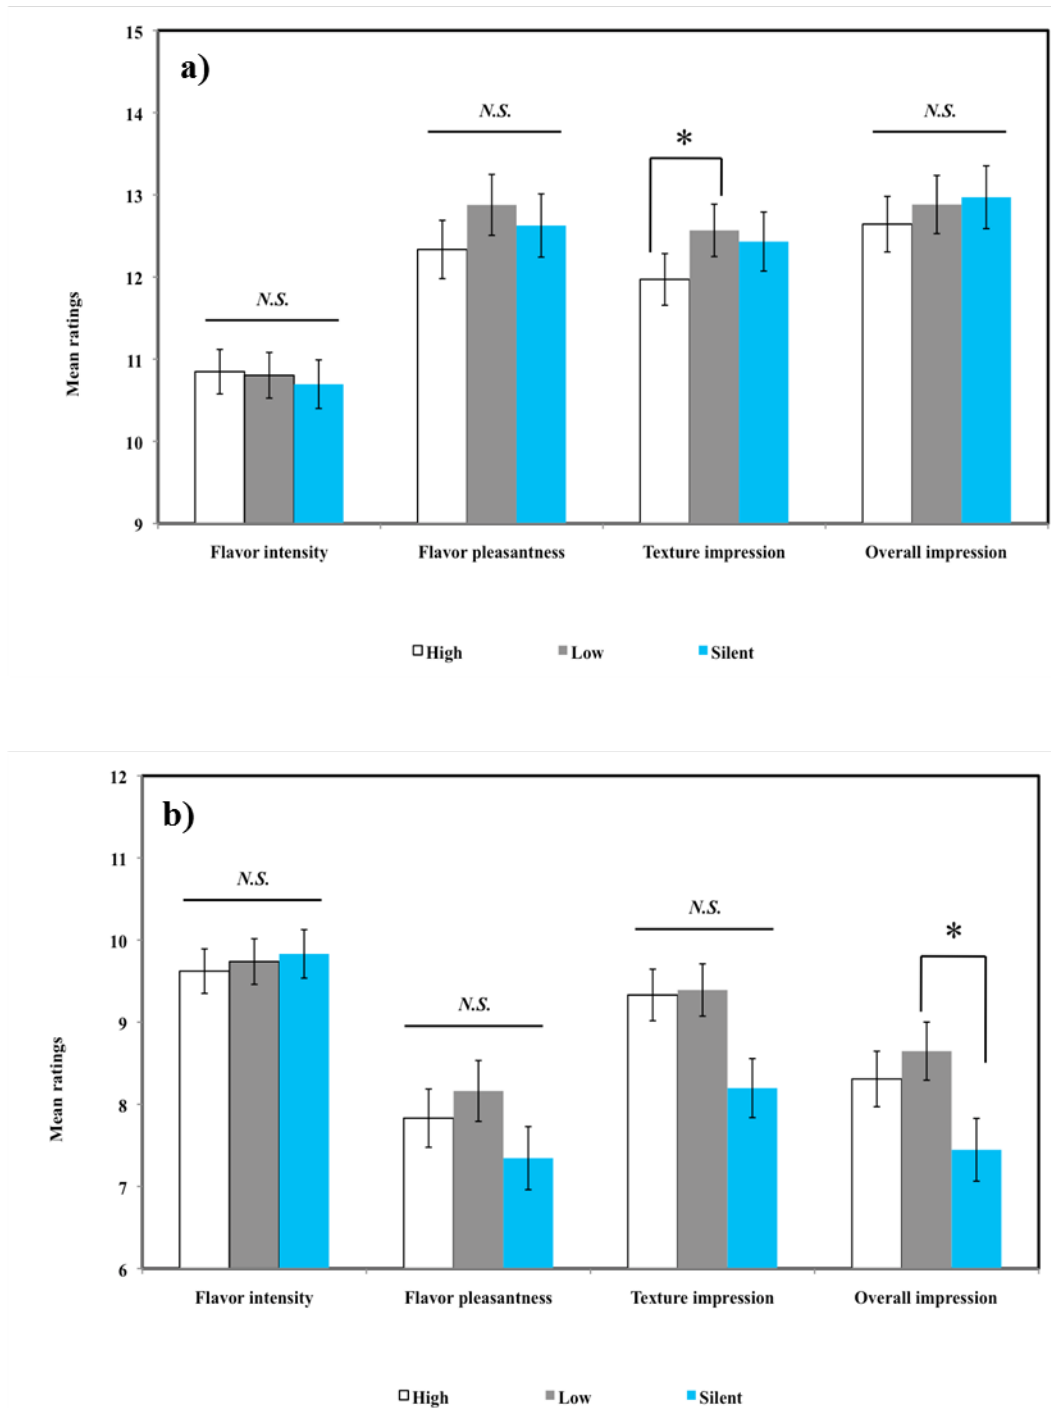 a)
15
14
13
12
11
10
9
Mean ratings
N.S.
N.S.
*
N.S.
Flavor intensity Flavor pleasantness Texture impression Overall impression
High Low Silent
b)
12
11
10
9
8
7
6
Mean ratings
N.S.
N.S.
N.S.
*
Flavor intensity Flavor pleasantness Texture impression Overall impression
High Low Silent